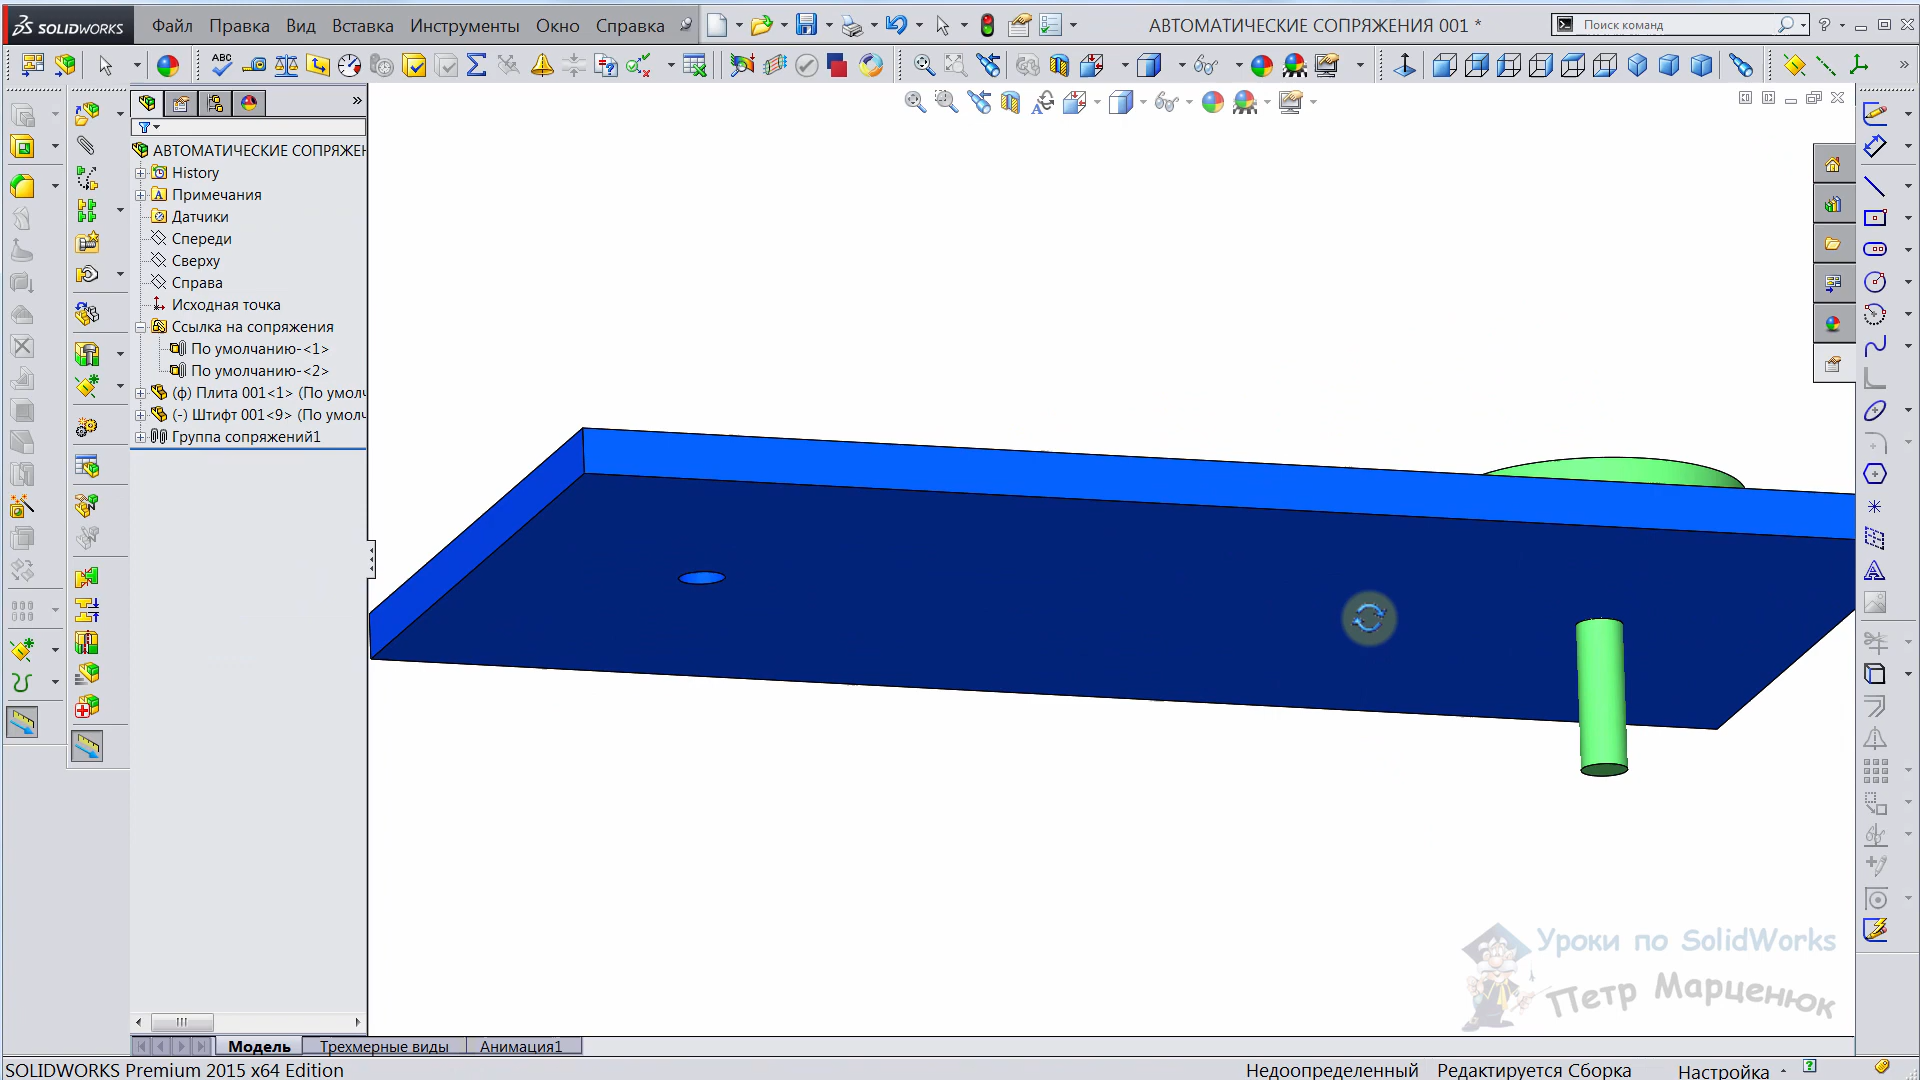 SOLIDWORKS
Файл Правка Вид Вставка Инструменты Окно Справка
АВТОМАТИЧЕСКИЕ СОПРЯЖЕНИЯ 001 *
Поиск команд
АВТОМАТИЧЕСКИЕ СОПРЯЖЕН
History
Примечания
Датчики
Спереди
Сверху
Справа
Исходная точка
Ссылка на сопряжения
По умолчанию-<1>
По умолчанию-<2>
(ф) Плита 001<1> (По умол
(-) Штифт 001<9> (По умол
Группа сопряжений1
Уроки по SolidWorks
Петр Марценюк
Модель Трехмерные виды Анимация1
SOLIDWORKS Premium 2015 x64 Edition
Недоопределенный Редактируется Сборка Настройка